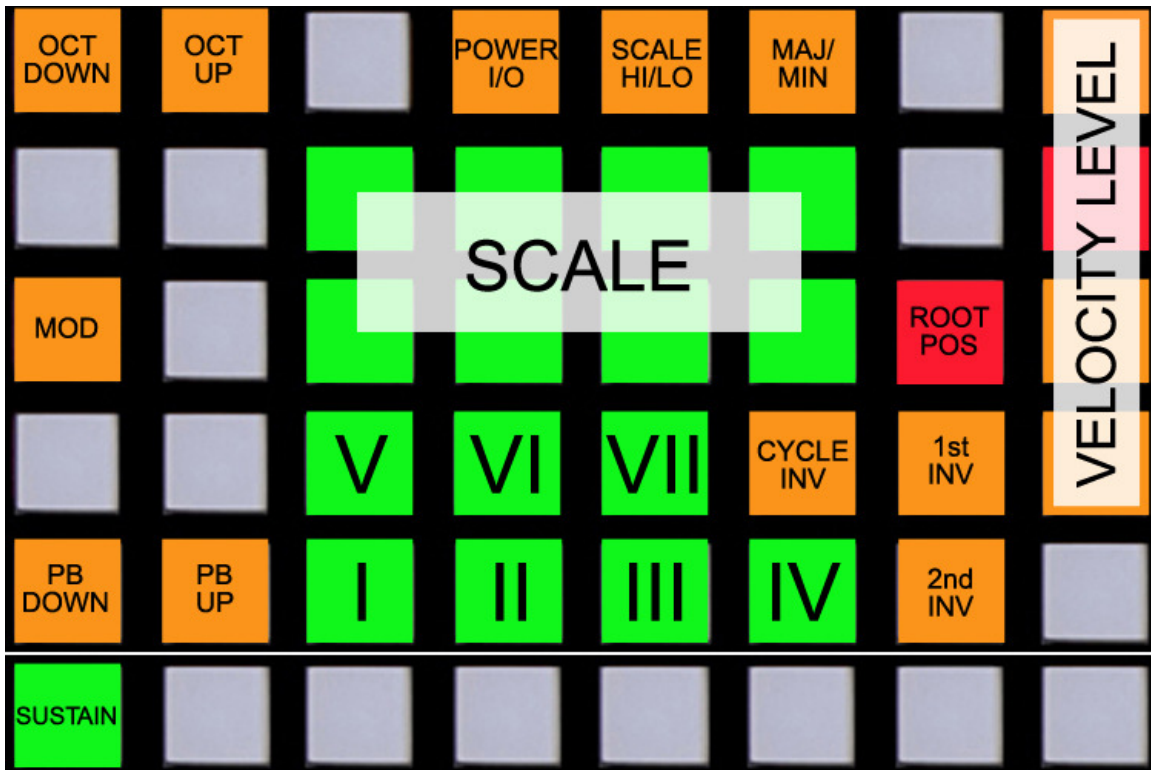 OCT
DOWN
OCT
UP
POWER
I/O
SCALE
HI/LO
MAJ/
MIN
VELOCITY LEVEL
SCALE
MOD
ROOT
POS
V
VI
VII
CYCLE
INV
1st
INV
PB
DOWN
PB
UP
I
II
III
IV
2nd
INV
SUSTAIN